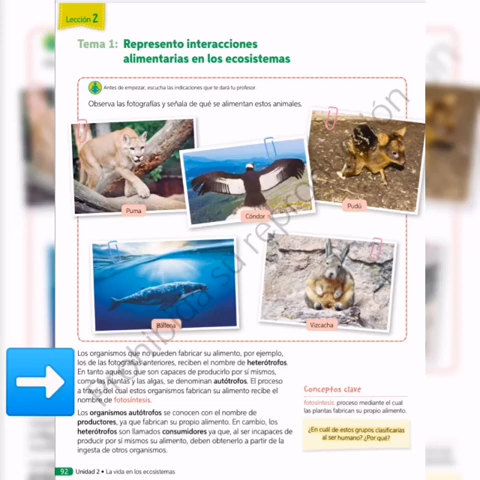 Lección 2
Tema 1: Represento interacciones
alimentarias en los ecosistemas
Antes de empezar, escucha las indicaciones que te dará tu profesor.
Observa las fotografías y señala de qué se alimentan estos animales.
Puma
Cóndor
Pudú
Ballena
Vizcacha
Los organismos que no pueden fabricar su alimento, por ejemplo,
los de las fotografías anteriores, reciben el nombre de heterótrofos.
En tanto aquellos que son capaces de producirlo por sí mismos,
como las plantas y las algas, se denominan autótrofos. El proceso
a través del cual estos organismos fabrican su alimento recibe el
nombre de fotosíntesis.
Los organismos autótrofos se conocen con el nombre de
productores, ya que fabrican su propio alimento. En cambio, los
heterótrofos son llamados consumidores ya que, al ser incapaces de
producir por sí mismos su alimento, deben obtenerlo a partir de la
ingesta de otros organismos.
Conceptos clave
fotosíntesis: proceso mediante el cual
las plantas fabrican su propio alimento.
¿En cuál de estos grupos clasificarías
al ser humano? ¿Por qué?
92 Unidad 2 • La vida en los ecosistemas
Prohibida su reproducción